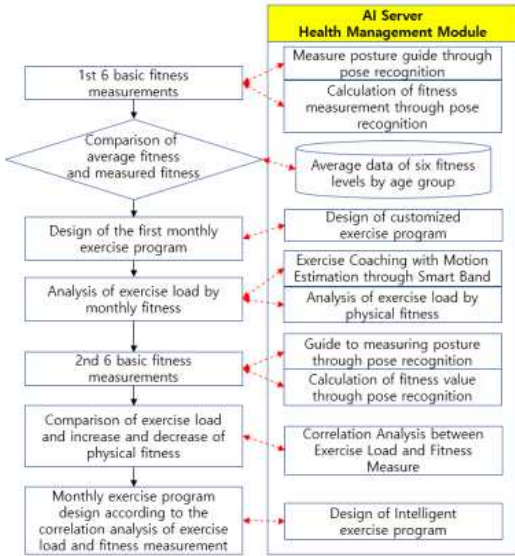 AI Server
Health Management Module
1st 6 basic fitness
measurements
Measure posture guide through
pose recognition
Calculation of fitness
measurement through pose
recognition
Comparison of
average fitness
and measured fitness
Average data of six fitness
levels by age group
Design of the first monthly
exercise program
Design of customized
exercise program
Analysis of exercise load by
monthly fitness
Exercise Coaching with Motion
Estimation through Smart Band
Analysis of exercise load by
physical fitness
2nd 6 basic fitness
measurements
Guide to measuring posture
through pose recognition
Calculation of fitness value
through pose recognition
Comparison of exercise load
and increase and decrease of
physical fitness
Correlation Analysis between
Exercise Load and Fitness
Measure
Monthly exercise program
design according to the
correlation analysis of exercise
load and fitness measurement
Design of Intelligent
exercise program